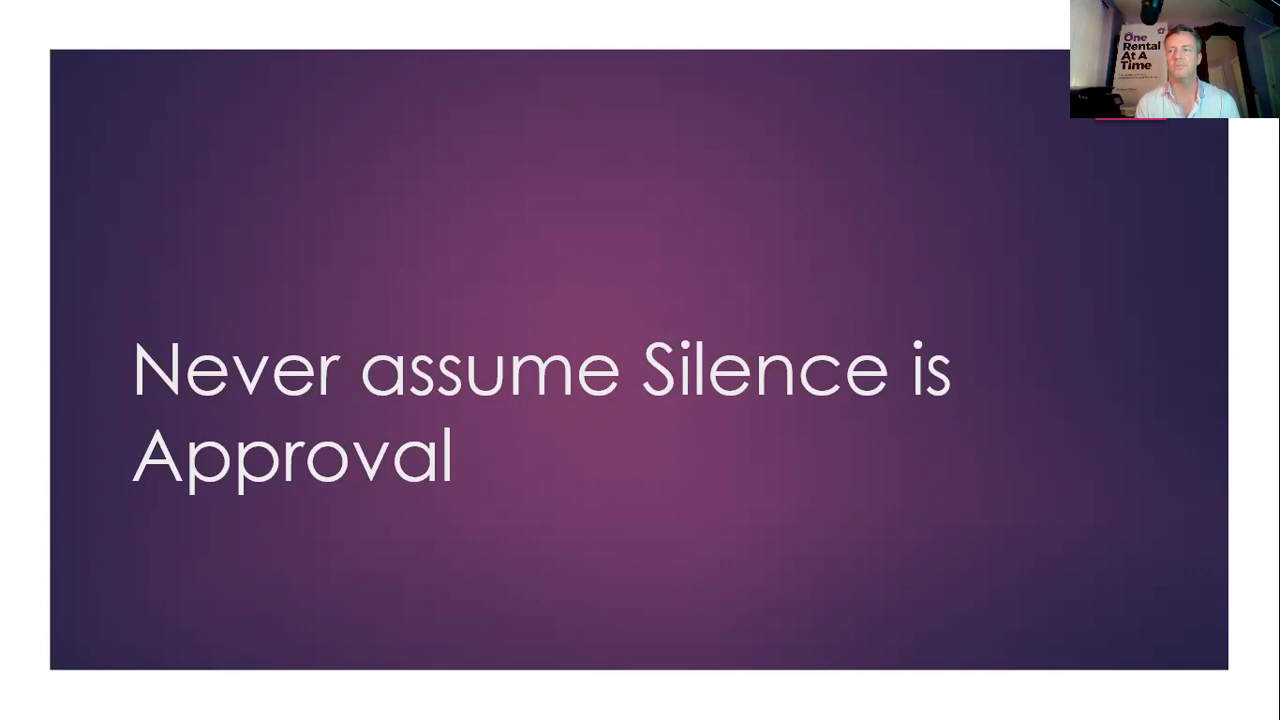 One
Rental
At A
Time
Never assume Silence is
Approval